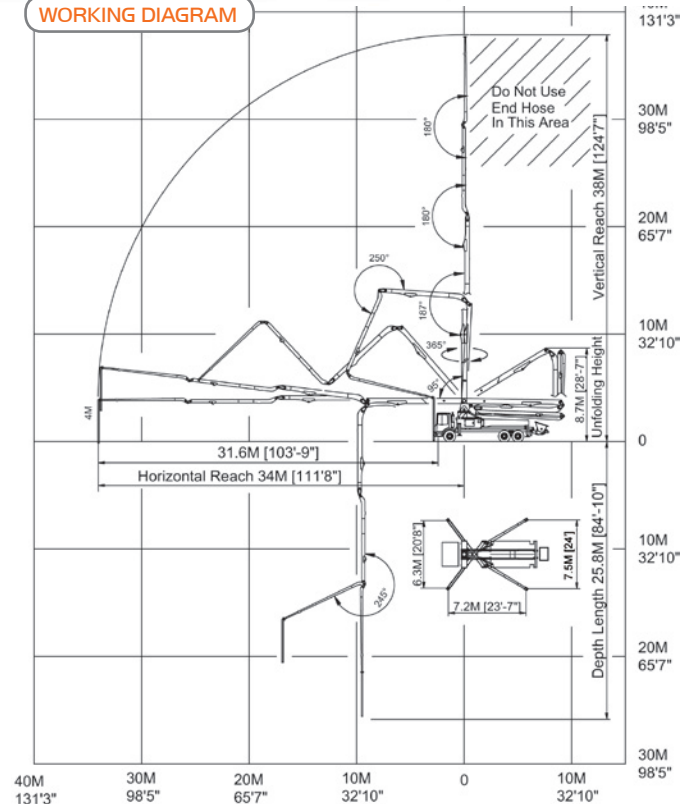 WORKING DIAGRAM
131'3"
Do Not Use
End Hose
In This Area
30M
98'5"
180°
Vertical Reach 38M [124'7"]
180°
20M
65'7"
250°
187°
10M
32'10"
365°
95°
8.7M [28'-7"]
Unfolding Height
4M
0
31.6M [103'-9"]
Horizontal Reach 34M [111'8"]
Depth Length 25.8M [84'-10"]
10M
32'10"
6.3M [20'8"]
7.5M [24']
7.2M [23'-7"]
245°
20M
65'7"
30M
98'5"
40M
131'3"
30M
98'5"
20M
65'7"
10M
32'10"
0
10M
32'10"